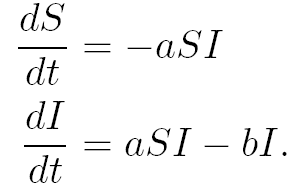 dS/dt = −aSI
dI/dt = aSI − bI.